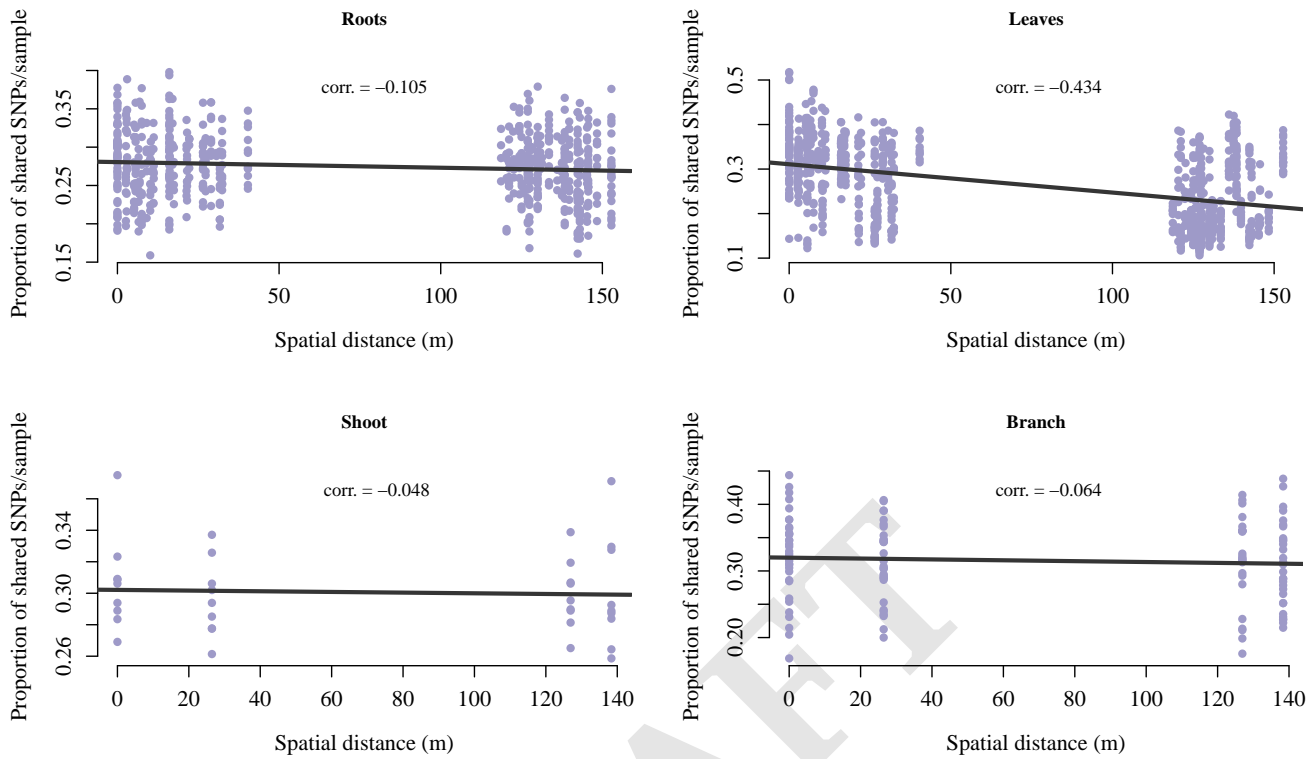 Roots
corr. = −0.105
Proportion of shared SNPs/sample
0.15 0.25 0.35
0 50 100 150
Spatial distance (m)
Leaves
corr. = −0.434
Proportion of shared SNPs/sample
0.1 0.3 0.5
0 50 100 150
Spatial distance (m)
Shoot
corr. = −0.048
Proportion of shared SNPs/sample
0.26 0.30 0.34
0 20 40 60 80 100 120 140
Spatial distance (m)
Branch
corr. = −0.064
Proportion of shared SNPs/sample
0.20 0.30 0.40
0 20 40 60 80 100 120 140
Spatial distance (m)
AFT